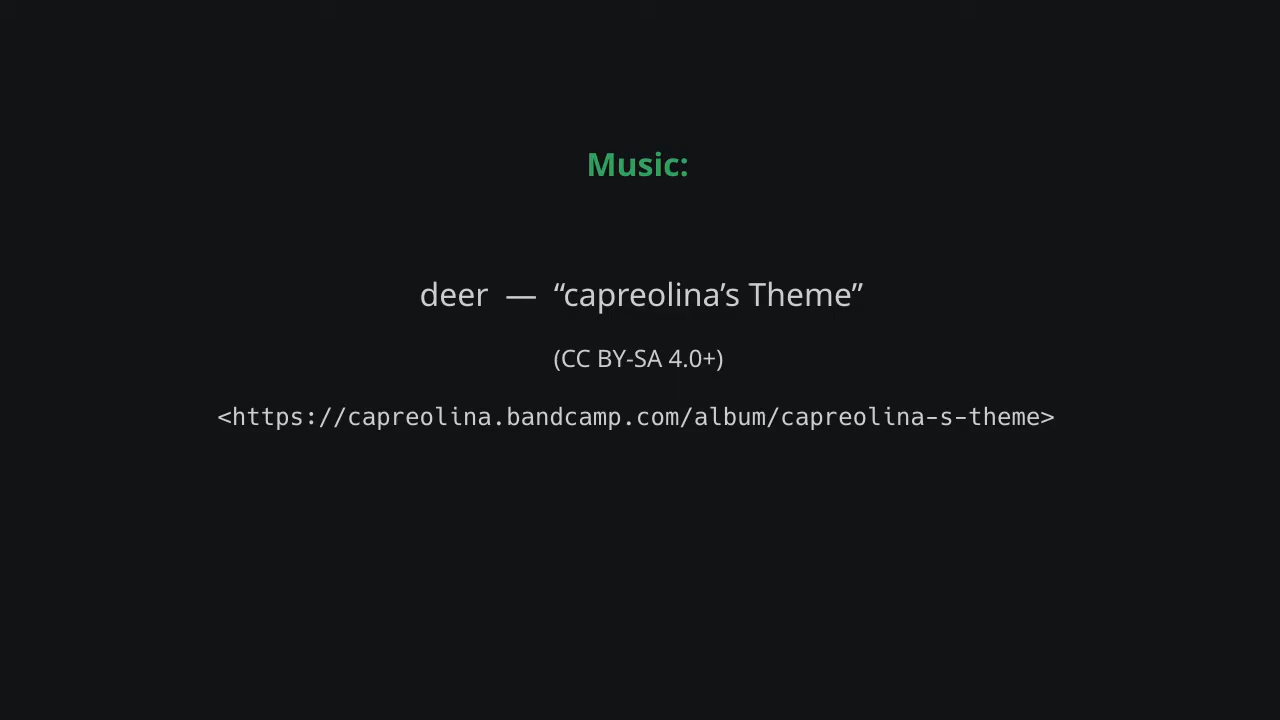 Music:
deer — “capreolina’s Theme”
(CC BY-SA 4.0+)
<https://capreolina.bandcamp.com/album/capreolina-s-theme>